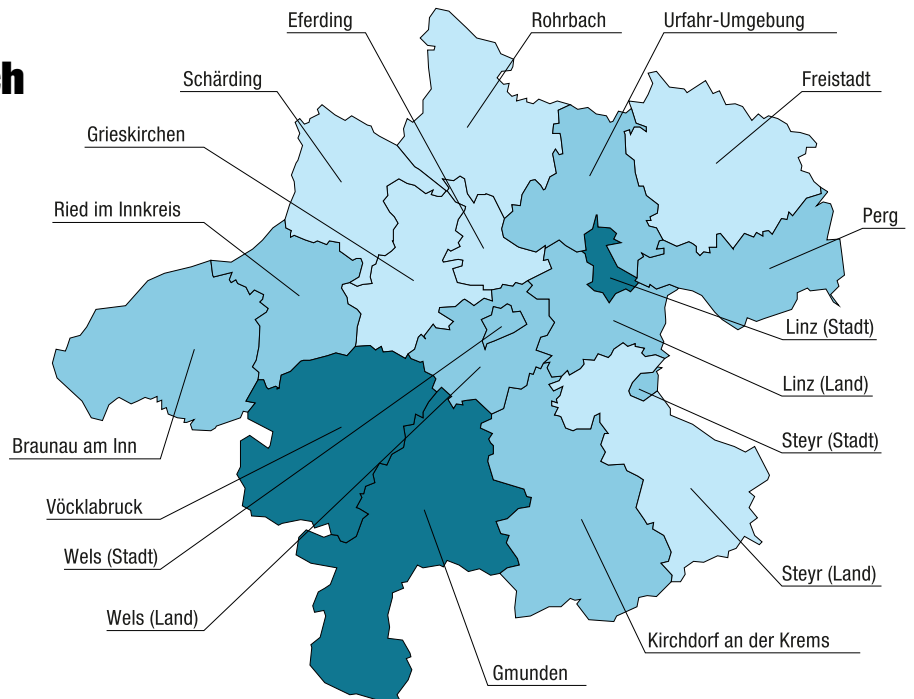 Eferding
Rohrbach
Urfahr-Umgebung
ch
Schärding
Freistadt
Grieskirchen
Ried im Innkreis
Perg
Linz (Stadt)
Linz (Land)
Braunau am Inn
Steyr (Stadt)
Vöcklabruck
Wels (Stadt)
Steyr (Land)
Wels (Land)
Kirchdorf an der Krems
Gmunden